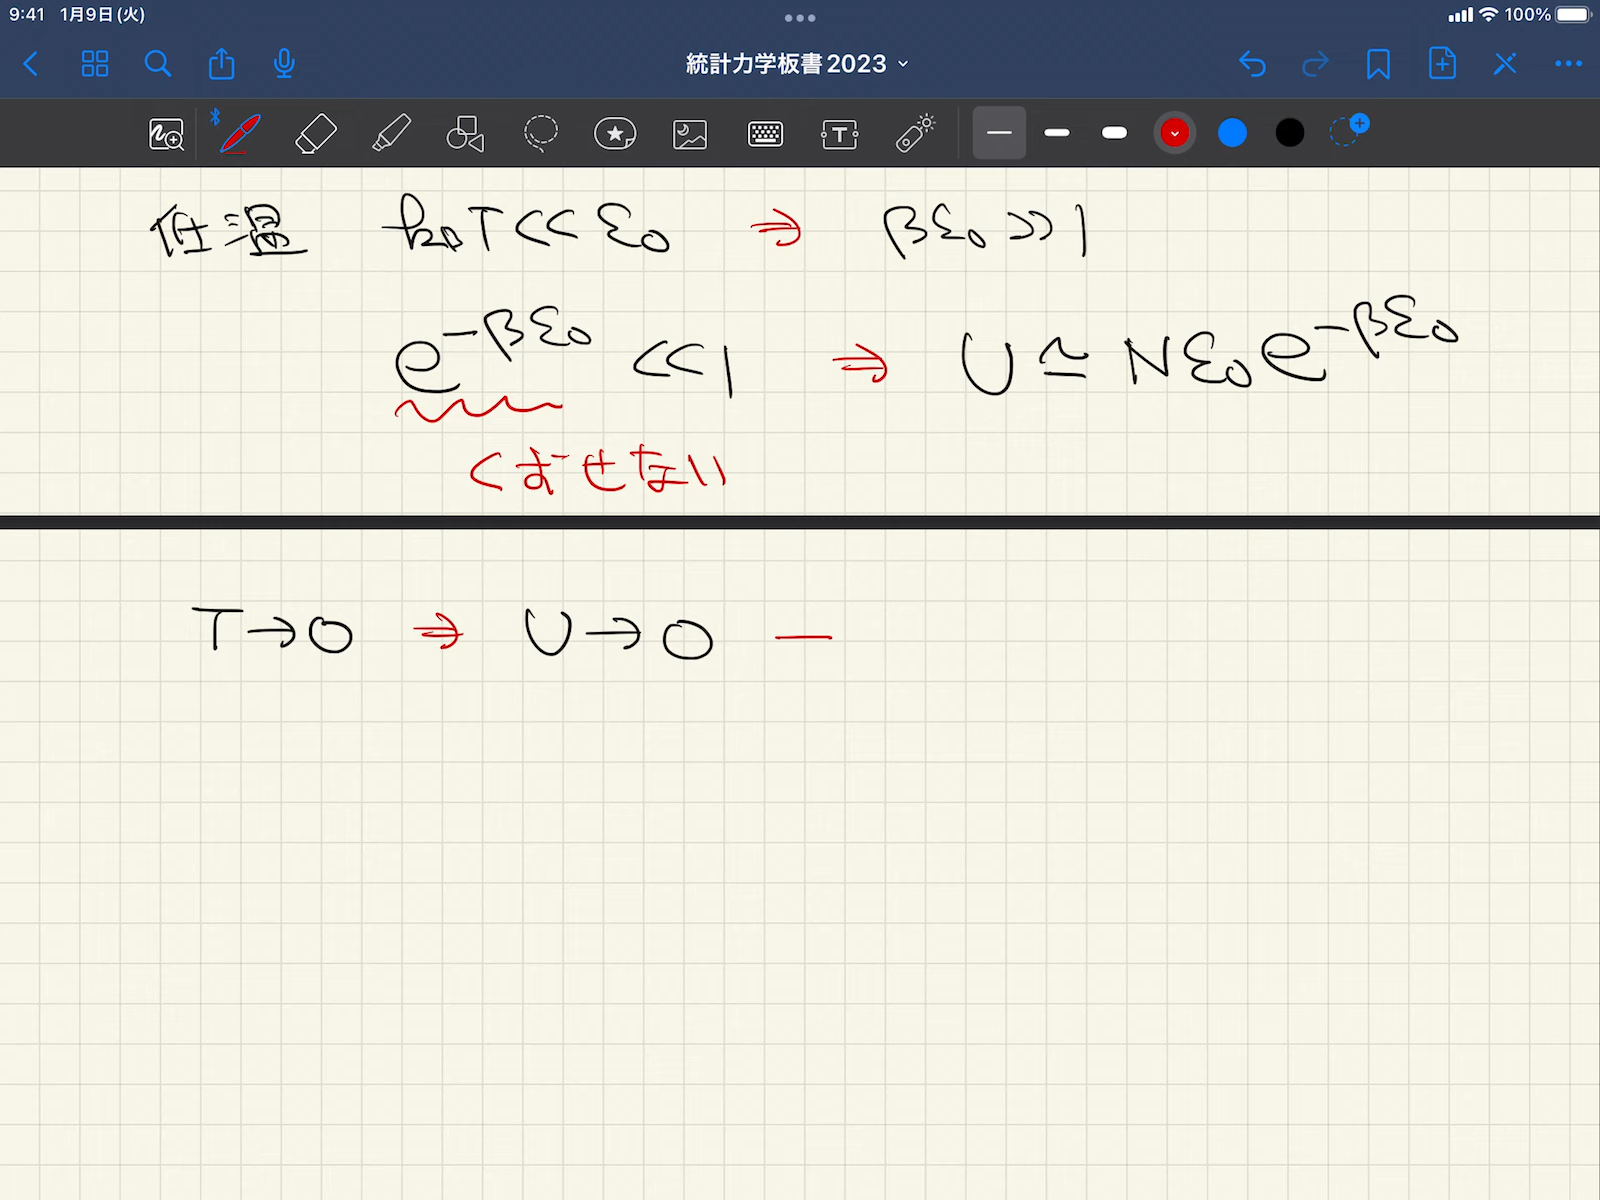 9:41 1月9日(火) 100%
統計力学板書2023
T
低温 k_BT<<ε₀ ⇒ βε₀>>1
e^{-βε₀} <<1 ⇒ U≃Nε₀e^{-βε₀}
くずせない
T→0 ⇒ U→0 —